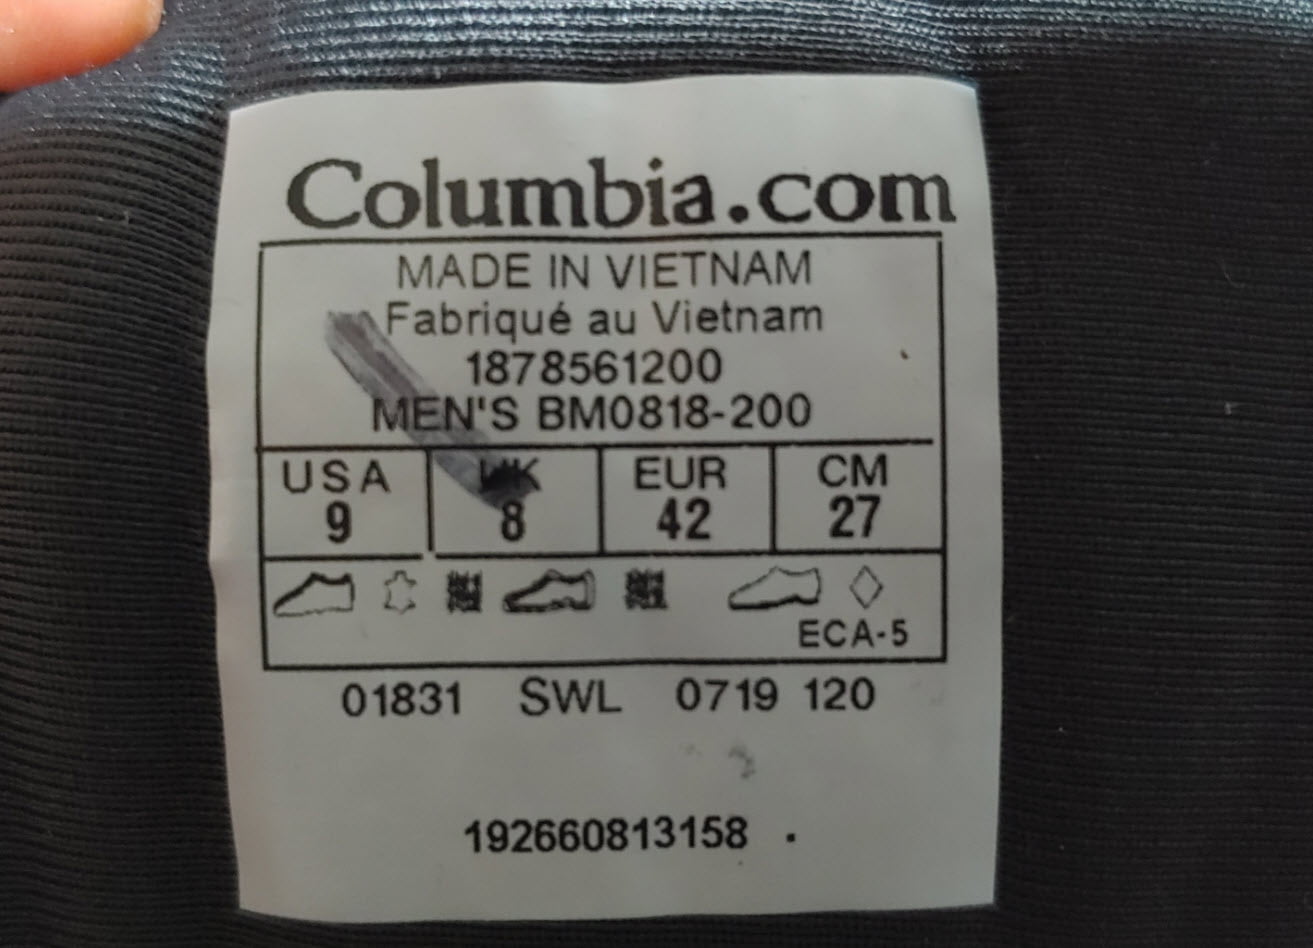 Columbia.com
MADE IN VIETNAM
Fabriqué au Vietnam
1878561200
MEN'S BM0818-200
USA UK EUR CM
9 8 42 27
ECA-5
01831 SWL 0719 120
192660813158